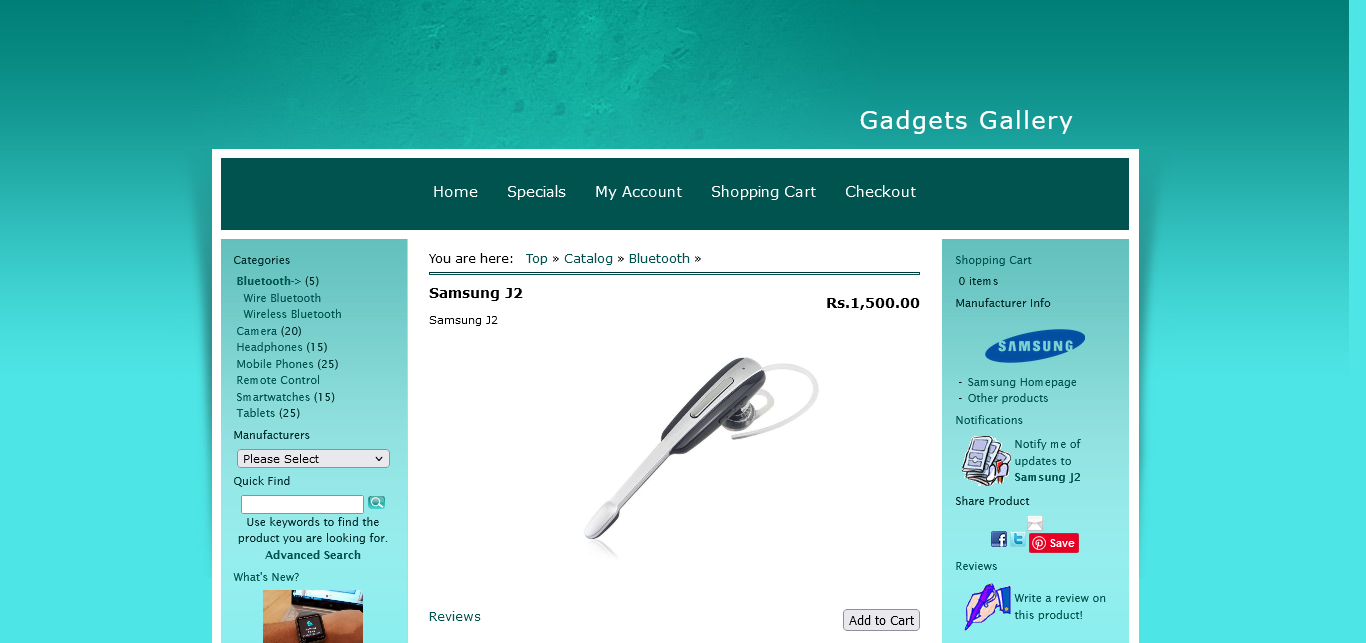 Gadgets Gallery
Home Specials My Account Shopping Cart Checkout
Categories
Bluetooth-> (5)
Wire Bluetooth
Wireless Bluetooth
Camera (20)
Headphones (15)
Mobile Phones (25)
Remote Control
Smartwatches (15)
Tablets (25)
Manufacturers
Please Select
Quick Find
Use keywords to find the
product you are looking for.
Advanced Search
What's New?
You are here: Top » Catalog » Bluetooth »
Samsung J2
Rs.1,500.00
Samsung J2
Reviews
Add to Cart
Shopping Cart
0 items
Manufacturer Info
SAMSUNG
- Samsung Homepage
- Other products
Notifications
Notify me of
updates to
Samsung J2
Share Product
Save
Reviews
Write a review on
this product!